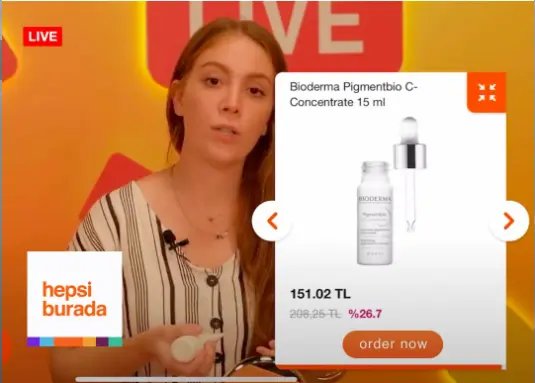 LIVE
LIVE
Bioderma Pigmentbio C-
Concentrate 15 ml
BIODERMA
Pigmentbio
151.02 TL
208,25 TL %26.7
order now
hepsi
burada